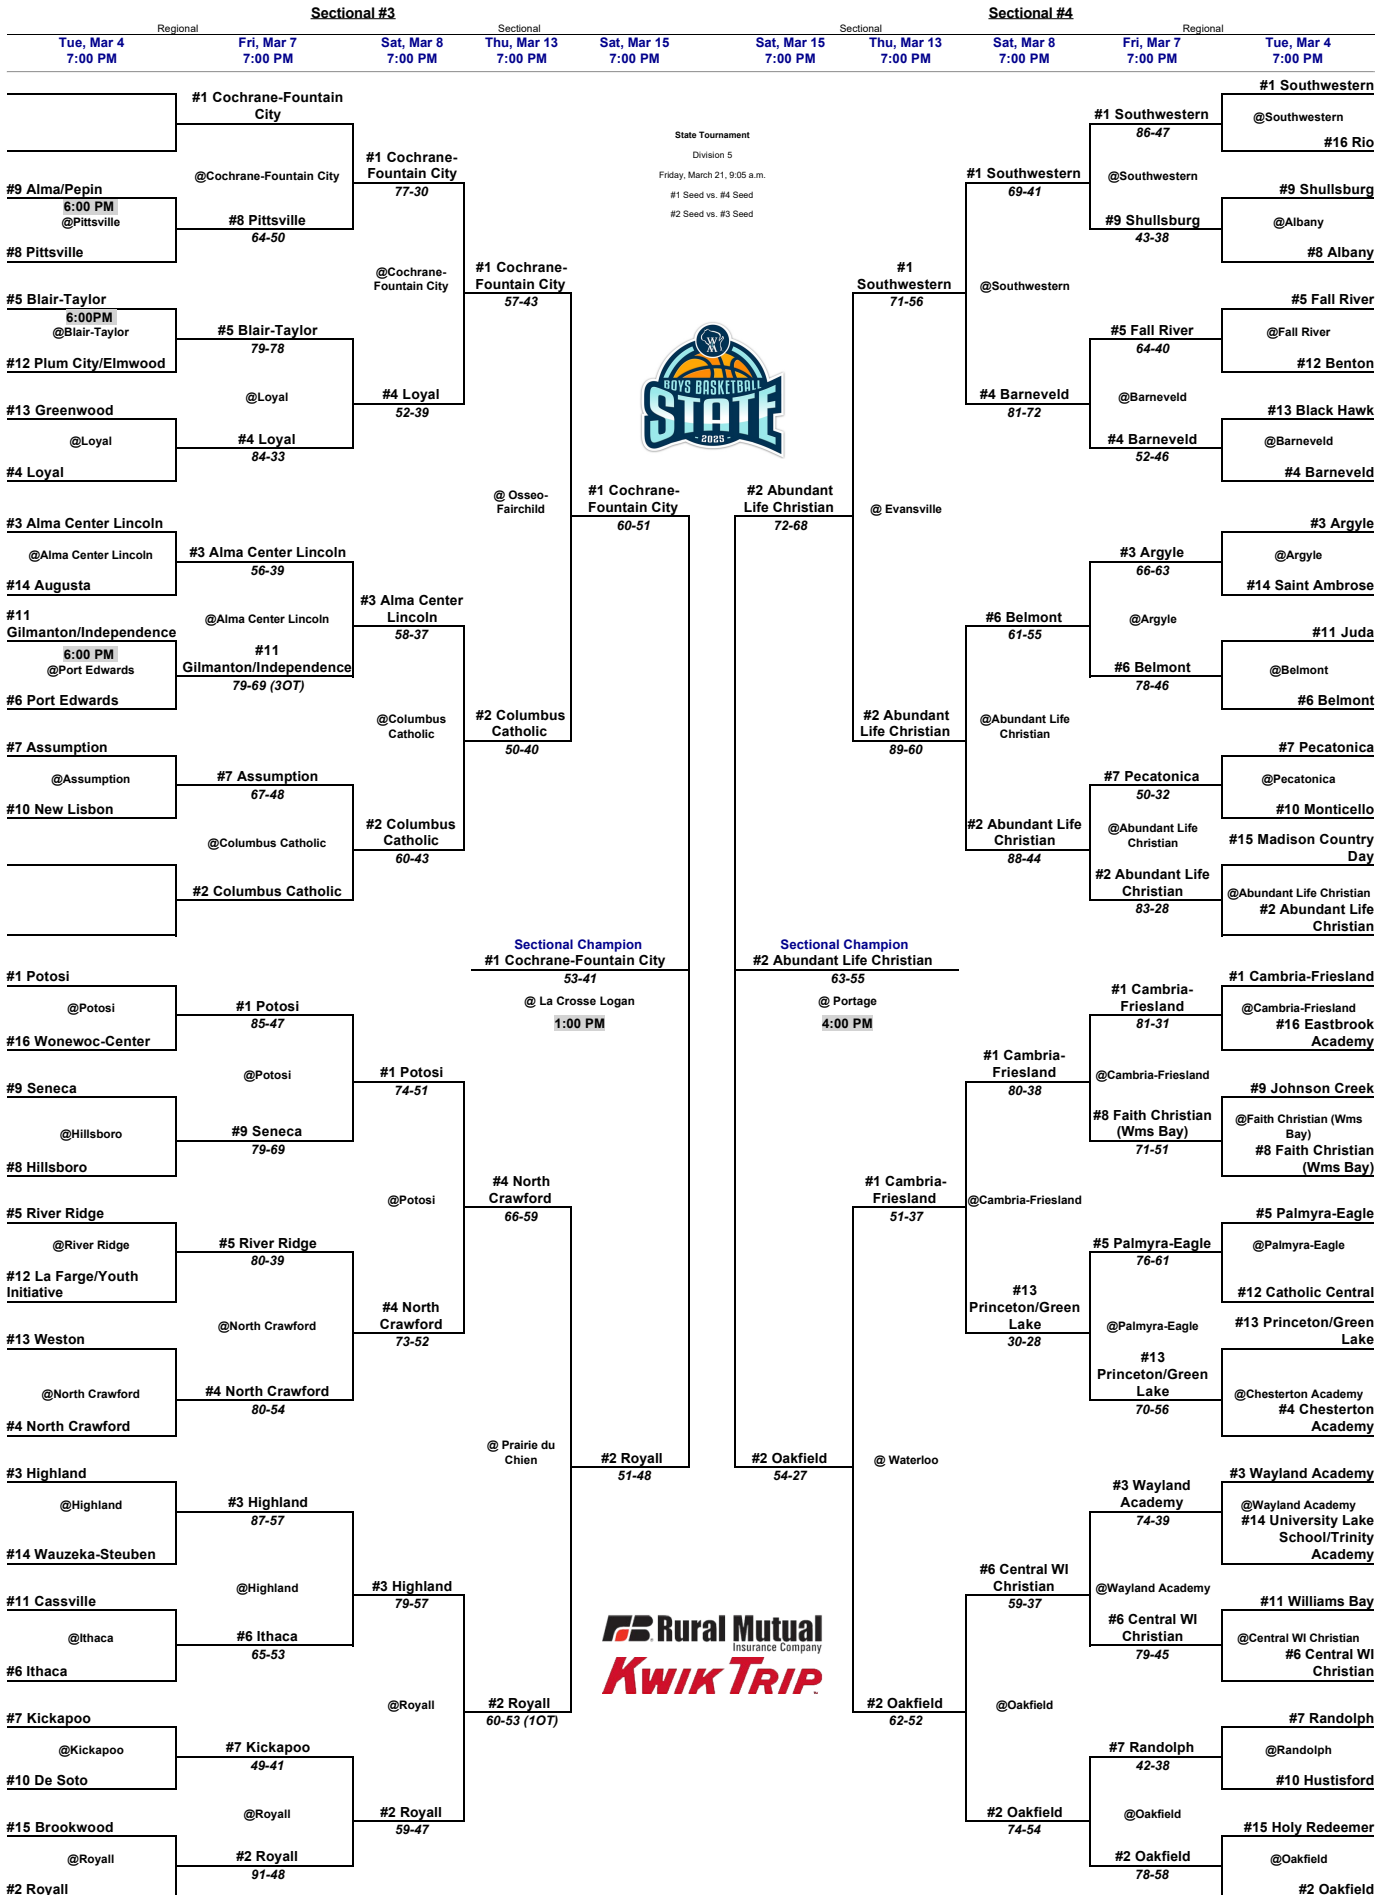 Sectional #3
Sectional #4
Regional
Sectional
Sectional
Regional
Tue, Mar 4
7:00 PM
Fri, Mar 7
7:00 PM
Sat, Mar 8
7:00 PM
Thu, Mar 13
7:00 PM
Sat, Mar 15
7:00 PM
Sat, Mar 15
7:00 PM
Thu, Mar 13
7:00 PM
Sat, Mar 8
7:00 PM
Fri, Mar 7
7:00 PM
Tue, Mar 4
7:00 PM
#9 Alma/Pepin
6:00 PM
@Pittsville
#8 Pittsville
#5 Blair-Taylor
6:00PM
@Blair-Taylor
#12 Plum City/Elmwood
#13 Greenwood
@Loyal
#4 Loyal
#3 Alma Center Lincoln
@Alma Center Lincoln
#14 Augusta
#11
Gilmanton/Independence
6:00 PM
@Port Edwards
#6 Port Edwards
#7 Assumption
@Assumption
#10 New Lisbon
#1 Potosi
@Potosi
#16 Wonewoc-Center
#9 Seneca
@Hillsboro
#8 Hillsboro
#5 River Ridge
@River Ridge
#12 La Farge/Youth
Initiative
#13 Weston
@North Crawford
#4 North Crawford
#3 Highland
@Highland
#14 Wauzeka-Steuben
#11 Cassville
@Ithaca
#6 Ithaca
#7 Kickapoo
@Kickapoo
#10 De Soto
#15 Brookwood
@Royall
#2 Royall
#1 Cochrane-Fountain
City
@Cochrane-Fountain City
#8 Pittsville
64-50
#5 Blair-Taylor
79-78
@Loyal
#4 Loyal
84-33
#3 Alma Center Lincoln
56-39
@Alma Center Lincoln
#11
Gilmanton/Independence
79-69 (3OT)
#7 Assumption
67-48
@Columbus Catholic
#2 Columbus Catholic
#1 Potosi
85-47
@Potosi
#9 Seneca
79-69
#5 River Ridge
80-39
@North Crawford
#4 North Crawford
80-54
#3 Highland
87-57
@Highland
#6 Ithaca
65-53
#7 Kickapoo
49-41
@Royall
#2 Royall
91-48
#1 Cochrane-
Fountain City
77-30
@Cochrane-
Fountain City
#4 Loyal
52-39
#3 Alma Center
Lincoln
58-37
@Columbus
Catholic
#2 Columbus
Catholic
60-43
#1 Potosi
74-51
@Potosi
#4 North
Crawford
73-52
#3 Highland
79-57
@Royall
#2 Royall
59-47
#1 Cochrane-
Fountain City
57-43
@ Osseo-
Fairchild
#2 Columbus
Catholic
50-40
#4 North
Crawford
66-59
@ Prairie du
Chien
#2 Royall
60-53 (1OT)
#1 Cochrane-
Fountain City
60-51
Sectional Champion
#1 Cochrane-Fountain City
53-41
@ La Crosse Logan
1:00 PM
#2 Royall
51-48
State Tournament
Division 5
Friday, March 21, 9:05 a.m.
#1 Seed vs. #4 Seed
#2 Seed vs. #3 Seed
BOYS BASKETBALL
STATE
- 2025 -
Rural Mutual
Insurance Company
KWIK TRIP
#2 Abundant
Life Christian
72-68
Sectional Champion
#2 Abundant Life Christian
63-55
@ Portage
4:00 PM
#2 Oakfield
54-27
#1
Southwestern
71-56
@ Evansville
#2 Abundant
Life Christian
89-60
#1 Cambria-
Friesland
51-37
@ Waterloo
#2 Oakfield
62-52
#1 Southwestern
69-41
@Southwestern
#4 Barneveld
81-72
#6 Belmont
61-55
@Abundant Life
Christian
#2 Abundant Life
Christian
88-44
#1 Cambria-
Friesland
80-38
@Cambria-Friesland
#13
Princeton/Green
Lake
30-28
#6 Central WI
Christian
59-37
@Oakfield
#2 Oakfield
74-54
#1 Southwestern
86-47
@Southwestern
#9 Shullsburg
43-38
#5 Fall River
64-40
@Barneveld
#4 Barneveld
52-46
#3 Argyle
66-63
@Argyle
#6 Belmont
78-46
#7 Pecatonica
50-32
@Abundant Life
Christian
#2 Abundant Life
Christian
83-28
#1 Cambria-
Friesland
81-31
@Cambria-Friesland
#8 Faith Christian
(Wms Bay)
71-51
#5 Palmyra-Eagle
76-61
@Palmyra-Eagle
#13
Princeton/Green
Lake
70-56
#3 Wayland
Academy
74-39
@Wayland Academy
#6 Central WI
Christian
79-45
#7 Randolph
42-38
@Oakfield
#2 Oakfield
78-58
#1 Southwestern
@Southwestern
#16 Rio
#9 Shullsburg
@Albany
#8 Albany
#5 Fall River
@Fall River
#12 Benton
#13 Black Hawk
@Barneveld
#4 Barneveld
#3 Argyle
@Argyle
#14 Saint Ambrose
#11 Juda
@Belmont
#6 Belmont
#7 Pecatonica
@Pecatonica
#10 Monticello
#15 Madison Country
Day
@Abundant Life Christian
#2 Abundant Life
Christian
#1 Cambria-Friesland
@Cambria-Friesland
#16 Eastbrook
Academy
#9 Johnson Creek
@Faith Christian (Wms
Bay)
#8 Faith Christian
(Wms Bay)
#5 Palmyra-Eagle
@Palmyra-Eagle
#12 Catholic Central
#13 Princeton/Green
Lake
@Chesterton Academy
#4 Chesterton
Academy
#3 Wayland Academy
@Wayland Academy
#14 University Lake
School/Trinity
Academy
#11 Williams Bay
@Central WI Christian
#6 Central WI
Christian
#7 Randolph
@Randolph
#10 Hustisford
#15 Holy Redeemer
@Oakfield
#2 Oakfield